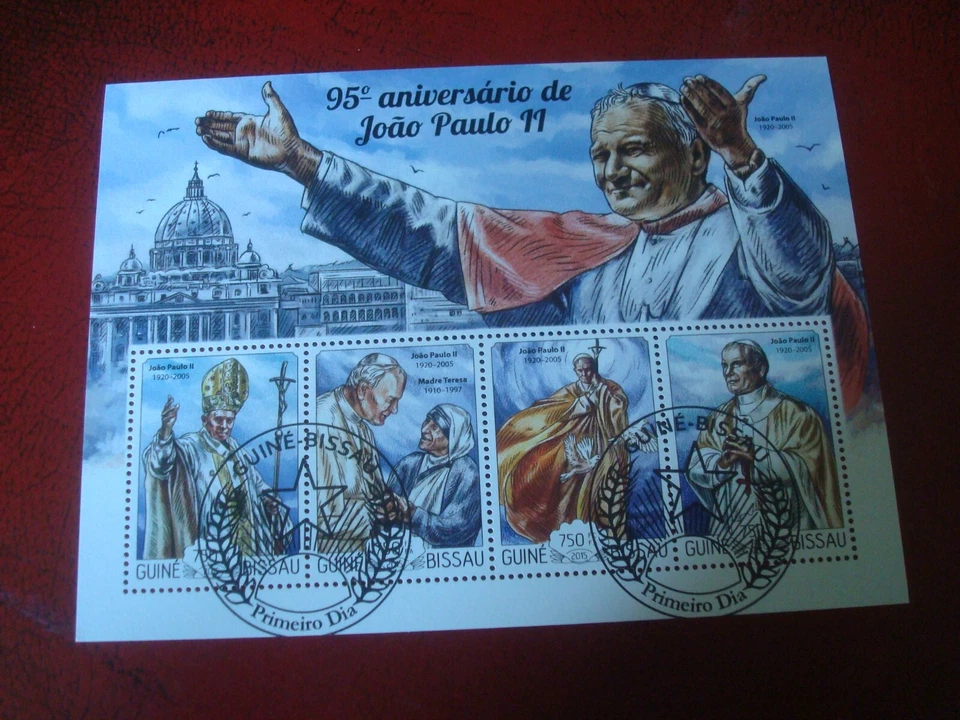 95º aniversário de
João Paulo II
João Paulo II
1920-2005
João Paulo II
1920-2005
João Paulo II
1920-2005
Madre Teresa
1910-1997
João Paulo II
1920-2005
João Paulo II
1920-2005
GUINÉ
GUINÉ BISSAU
GUINÉ 750 BISSAU
2015
GUINÉ BISSAU
GUINÉ-BISSAU
Primeiro Dia
GUINÉ-BISSAU
Primeiro Dia